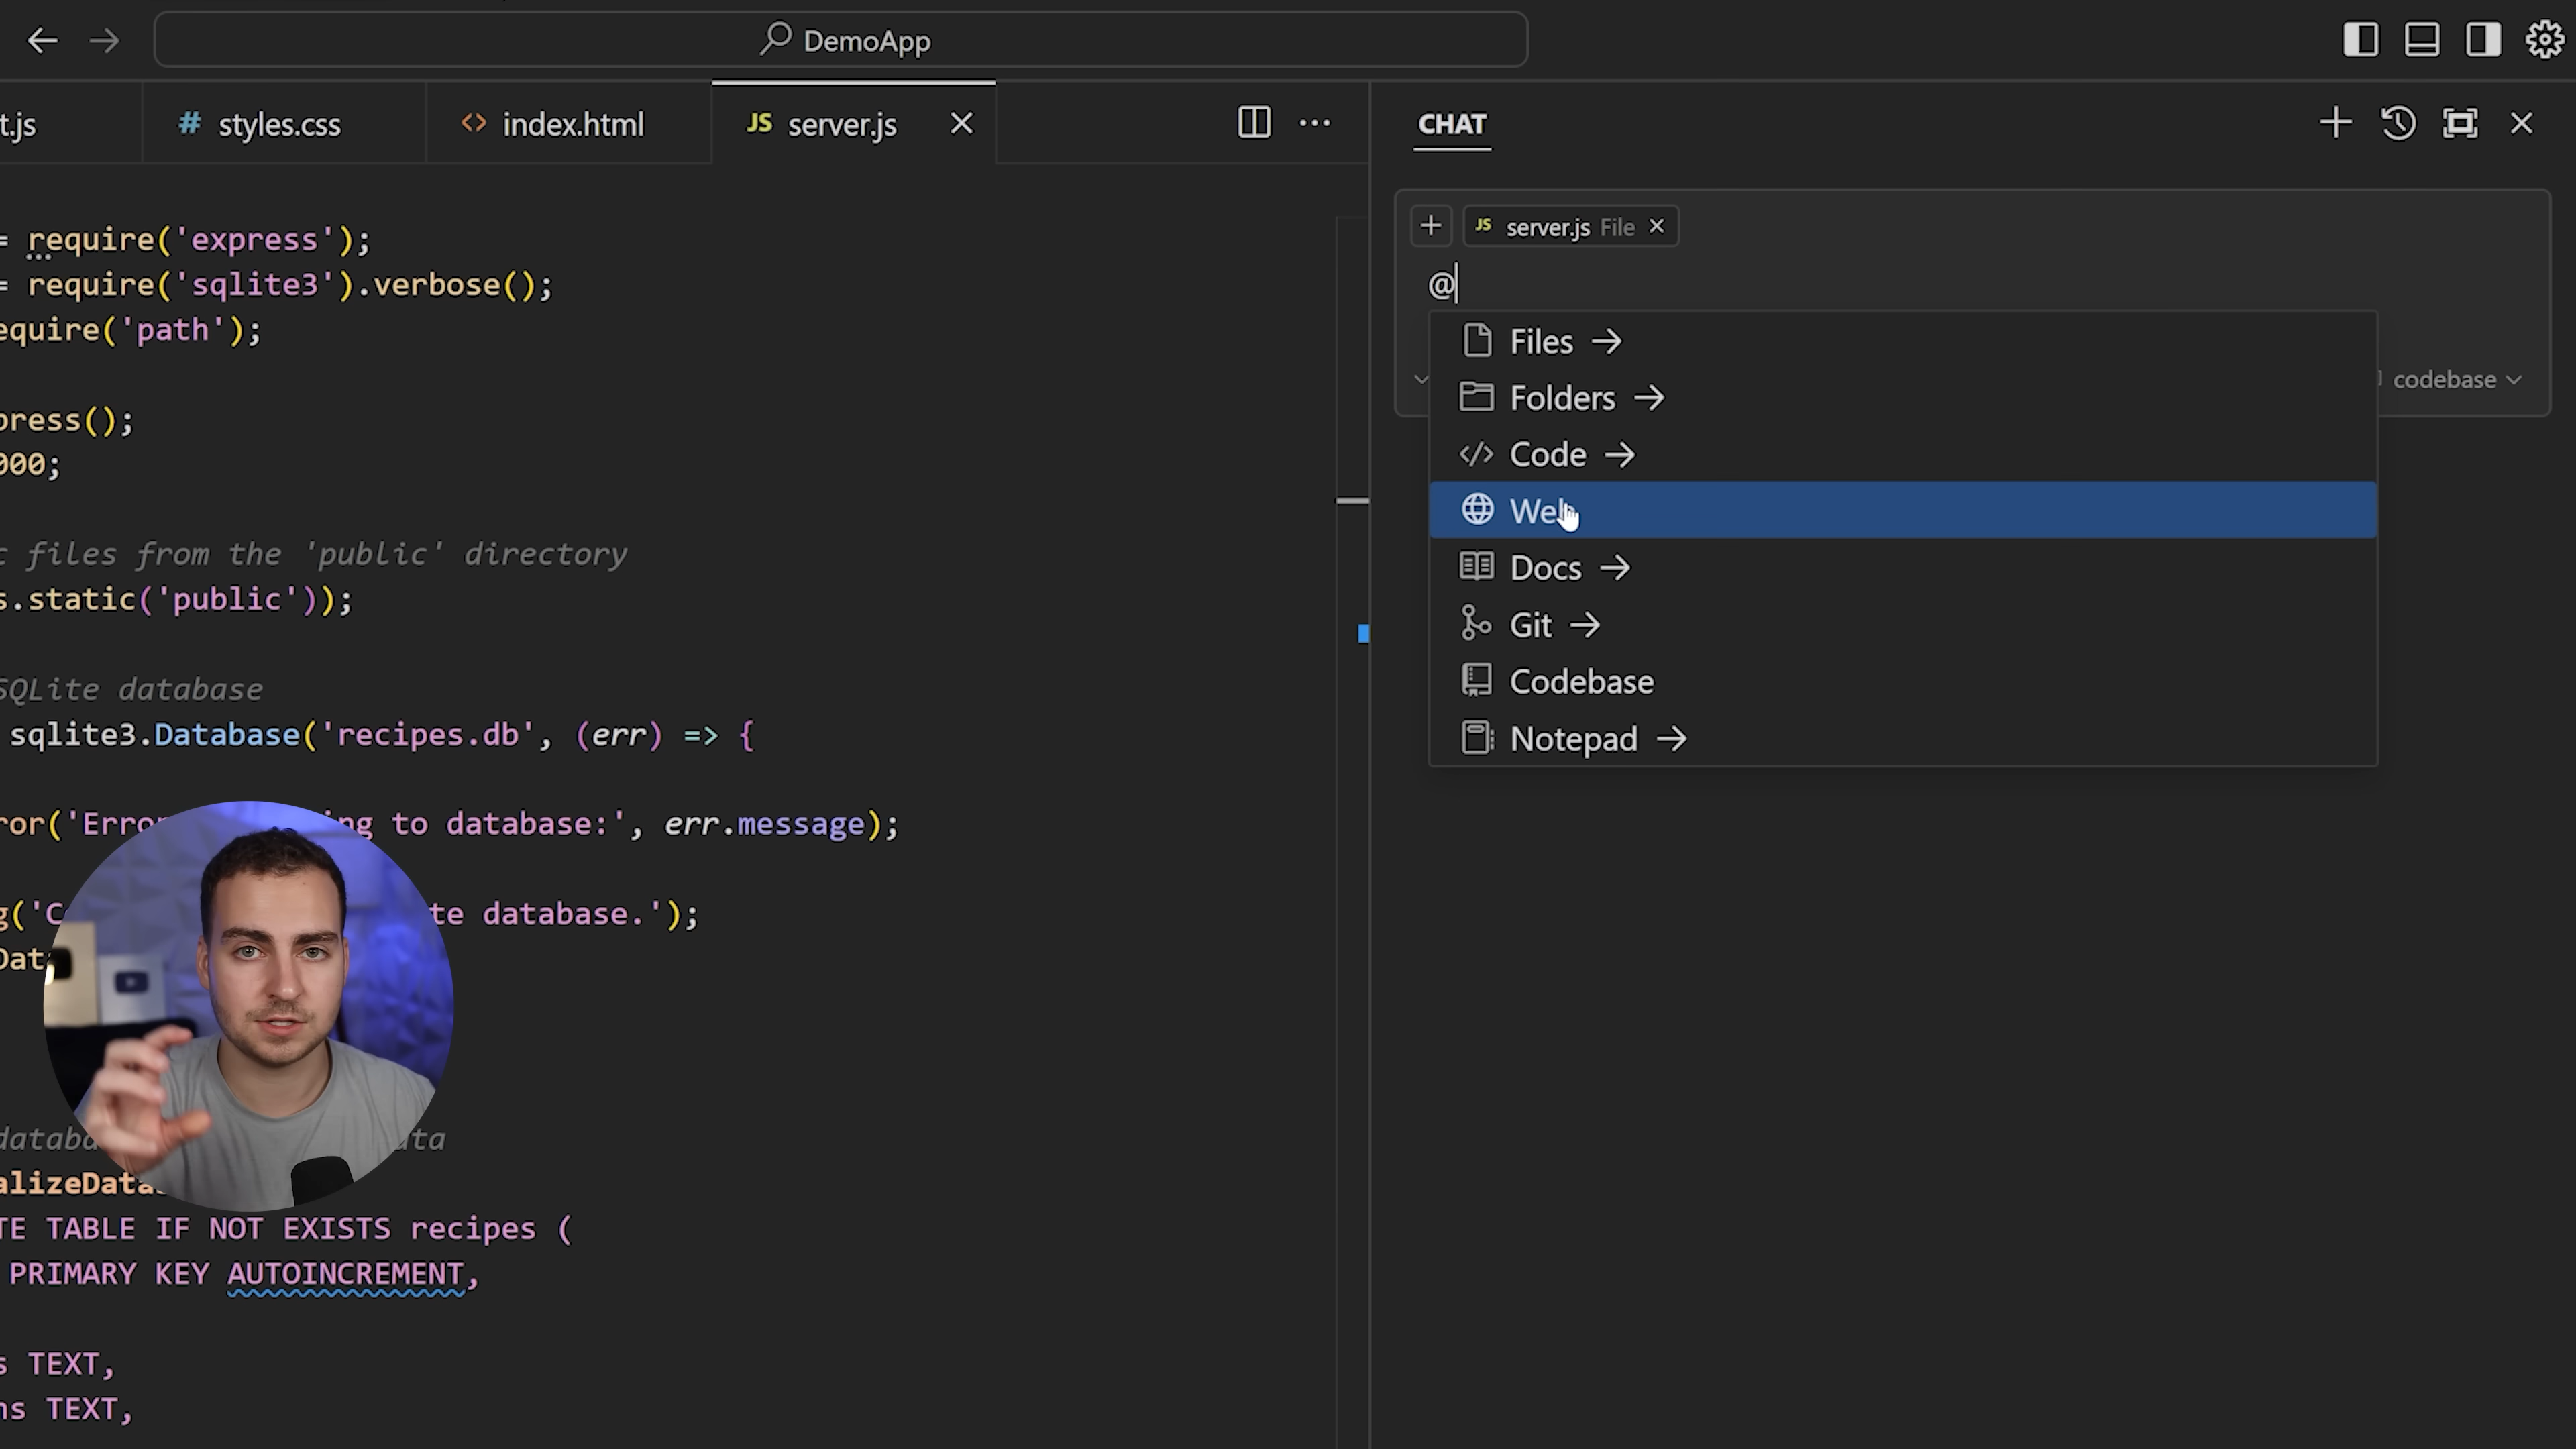 DemoApp
t.js
# styles.css
<> index.html
JS server.js
CHAT
= require('express');
= require('sqlite3').verbose();
equire('path');
press();
000;
c files from the 'public' directory
s.static('public'));
SQLite database
sqlite3.Database('recipes.db', (err) => {
ror('Erro ng to database:', err.message);
g('C te database.');
Dat
databa ata
alizeData
TE TABLE IF NOT EXISTS recipes (
PRIMARY KEY AUTOINCREMENT,
s TEXT,
ns TEXT,
JS server.js File
@
codebase
Files
Folders
</> Code
Web
Docs
Git
Codebase
Notepad